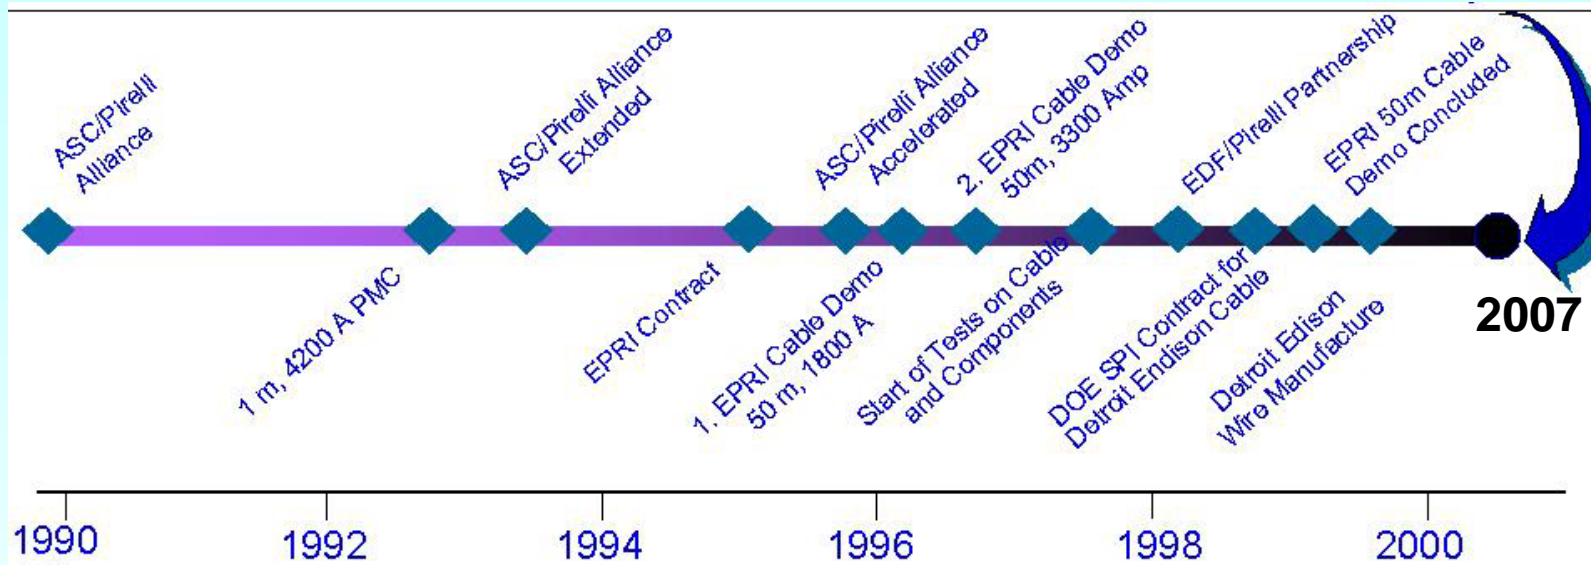 ASC/Pirelli
Alliance
ASC/Pirelli Alliance
Extended
ASC/Pirelli Alliance
Accelerated
2. EPRI Cable Demo
50m, 3300 Amp
EDF/Pirelli Partnership
EPRI 50m Cable
Demo Concluded
1 m, 4200 A PMC
EPRI Contract
1. EPRI Cable Demo
50 m, 1800 A
Start of Tests on Cable
and Components
DOE SPI Contract for
Detroit Endison Cable
Detroit Edison
Wire Manufacture
2007
1990
1992
1994
1996
1998
2000